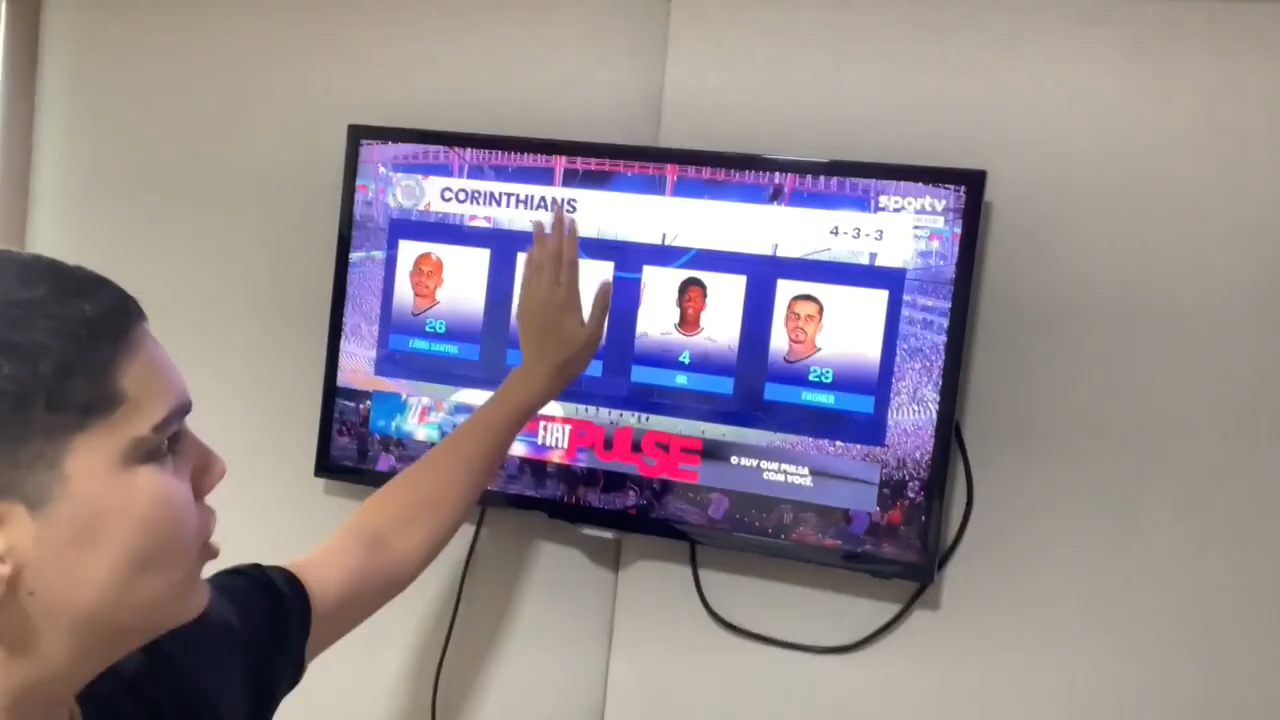 CORINTHIANS
sportv
4-3-3
26
FÁBIO SANTOS
4
GIL
23
FAGNER
FIAT PULSE
O SUV QUE PULSA
COM VOCÊ.